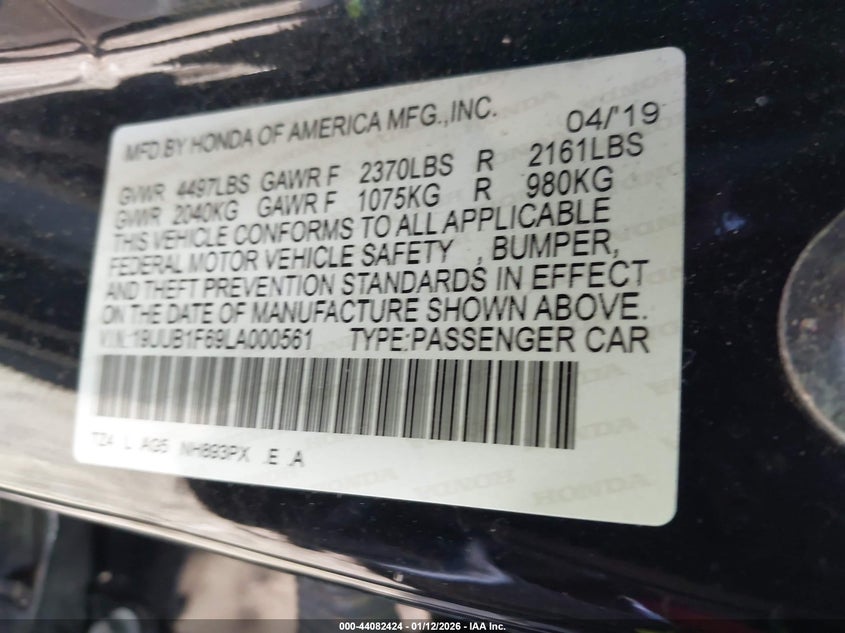 MFD.BY HONDA OF AMERICA MFG.,INC. 04/'19
GVWR 4497LBS GAWR F 2370LBS R 2161LBS
GVWR 2040KG GAWR F 1075KG R 980KG
THIS VEHICLE CONFORMS TO ALL APPLICABLE
FEDERAL MOTOR VEHICLE SAFETY , BUMPER,
AND THEFT PREVENTION STANDARDS IN EFFECT
ON THE DATE OF MANUFACTURE SHOWN ABOVE.
V.I.N.:19UUB1F69LA000561 TYPE:PASSENGER CAR
TZ4 L AG5 NH893PX .E .A
HONDA
000-44082424 - 01/12/2026 - IAA Inc.